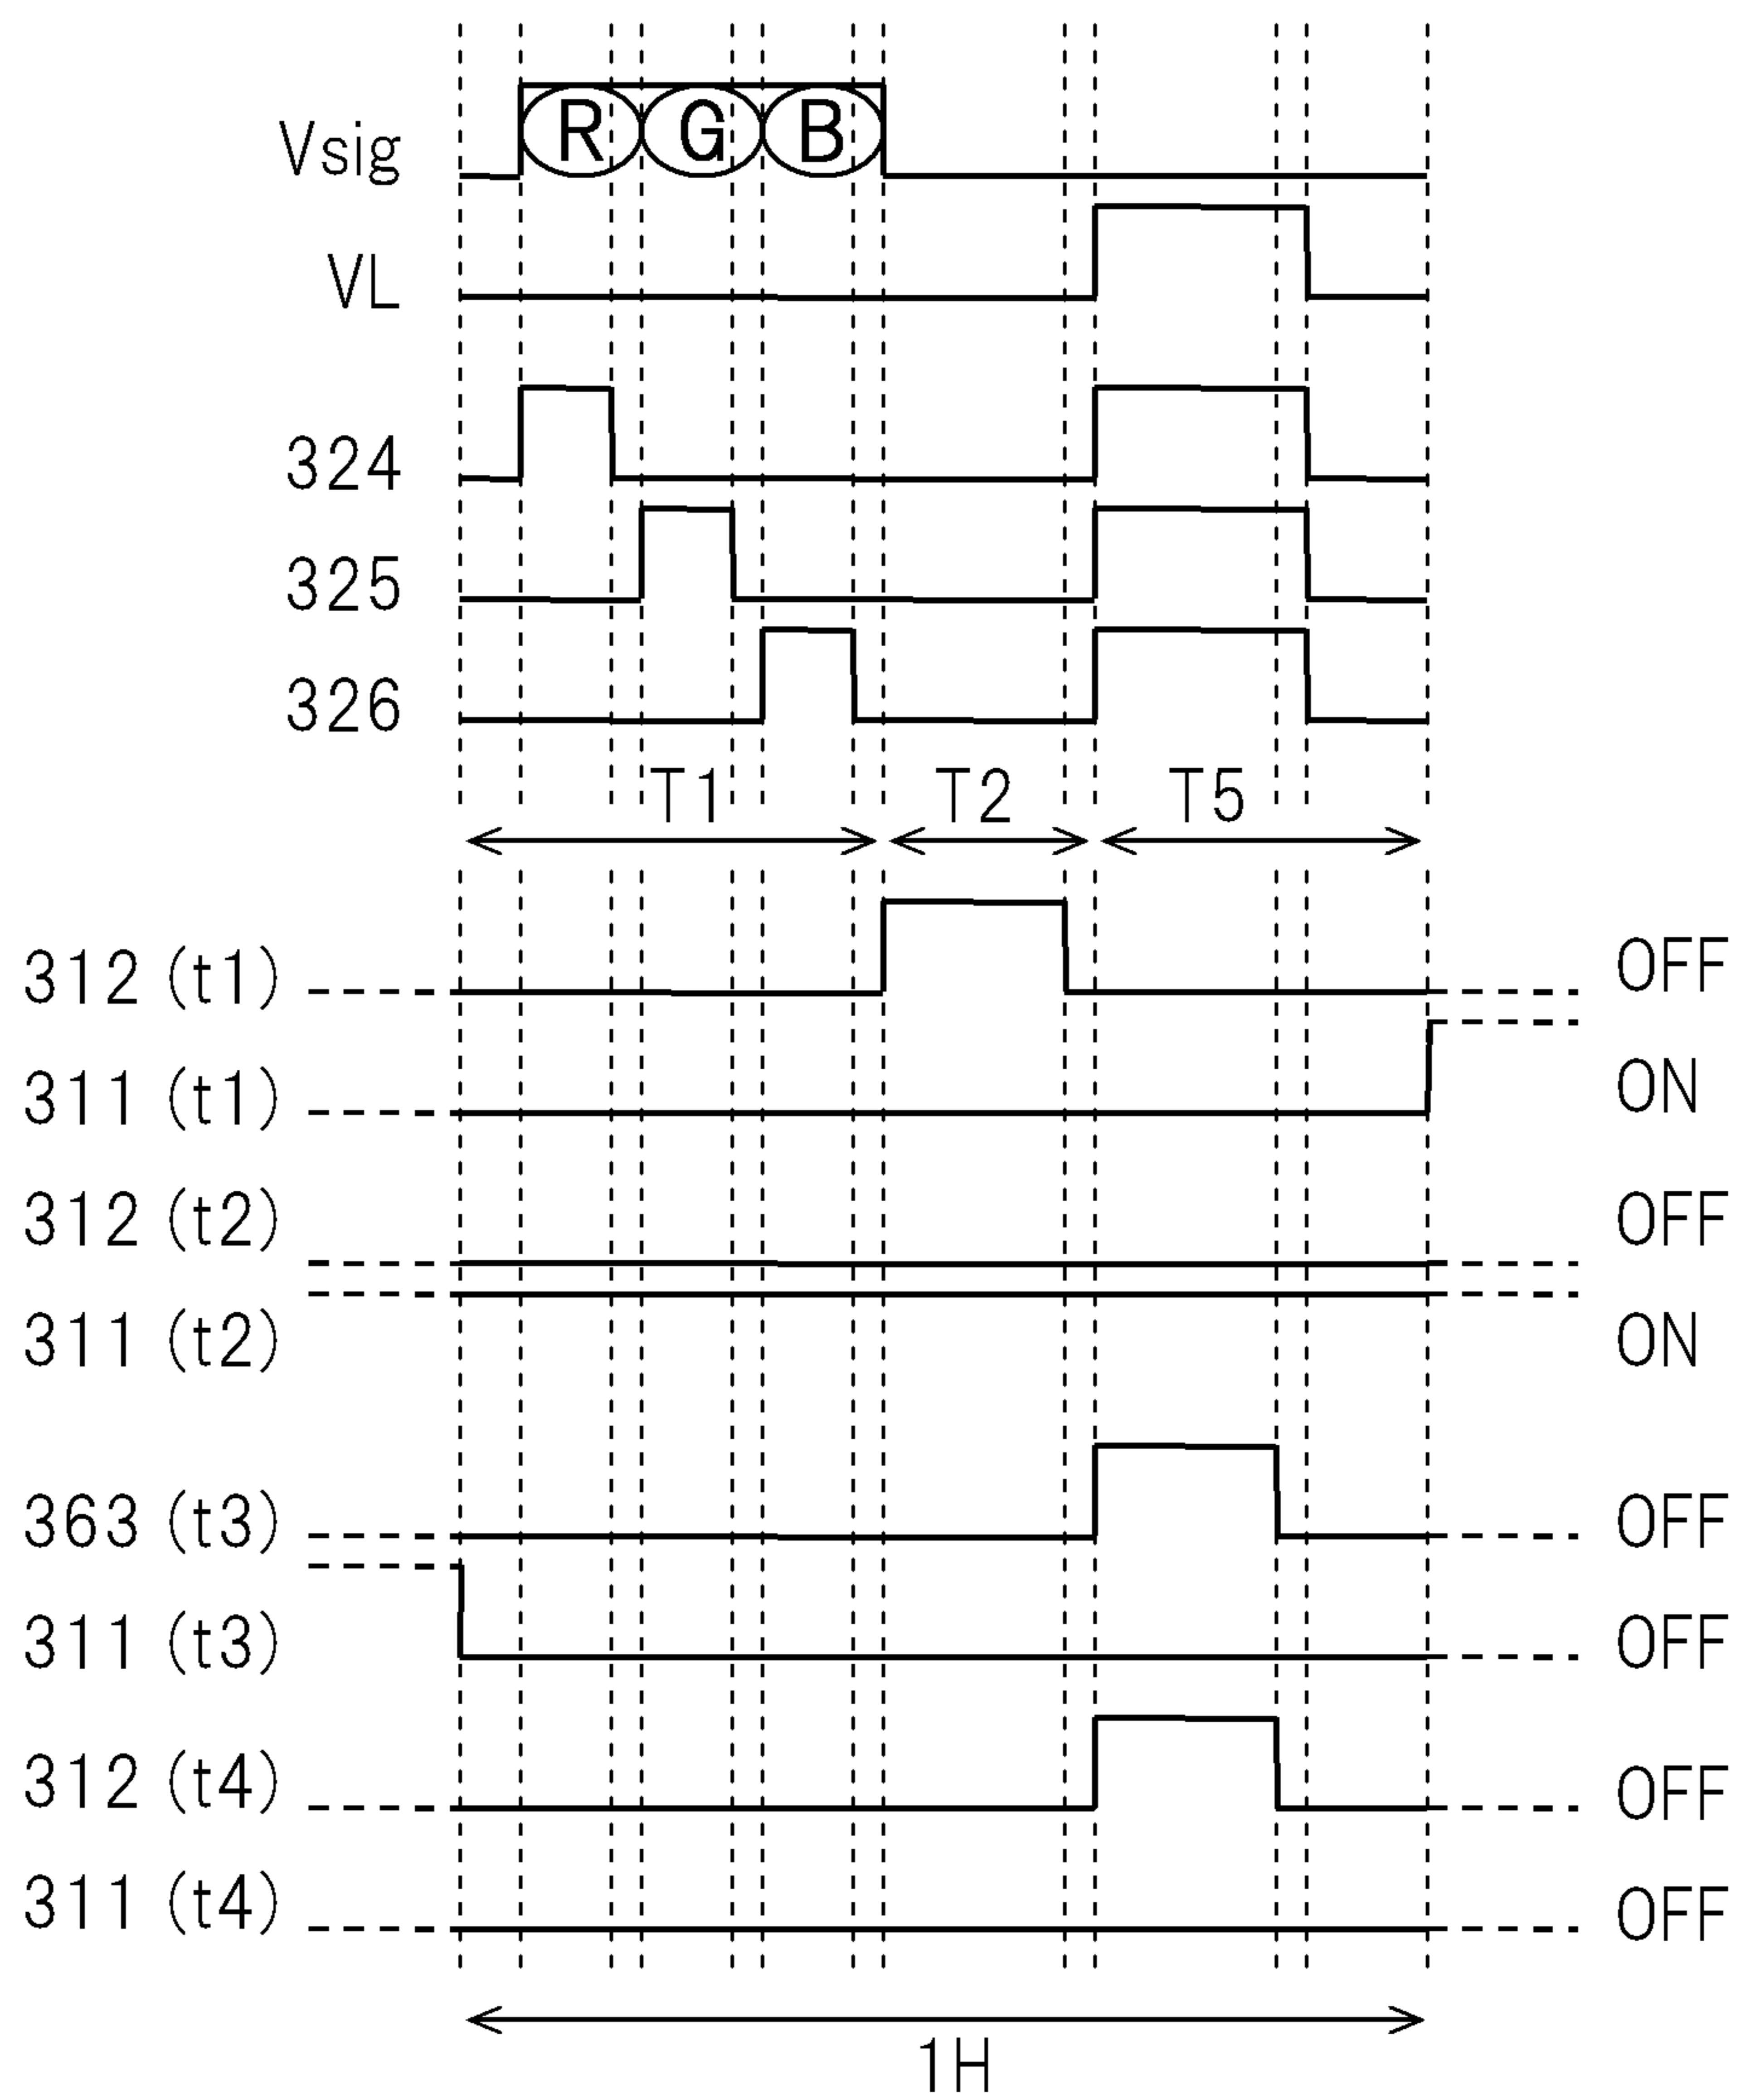 R G B
Vsig
VL
324
325
326
T1 T2 T5
312 (t1) OFF
311 (t1) ON
312 (t2) OFF
311 (t2) ON
363 (t3) OFF
311 (t3) OFF
312 (t4) OFF
311 (t4) OFF
1H